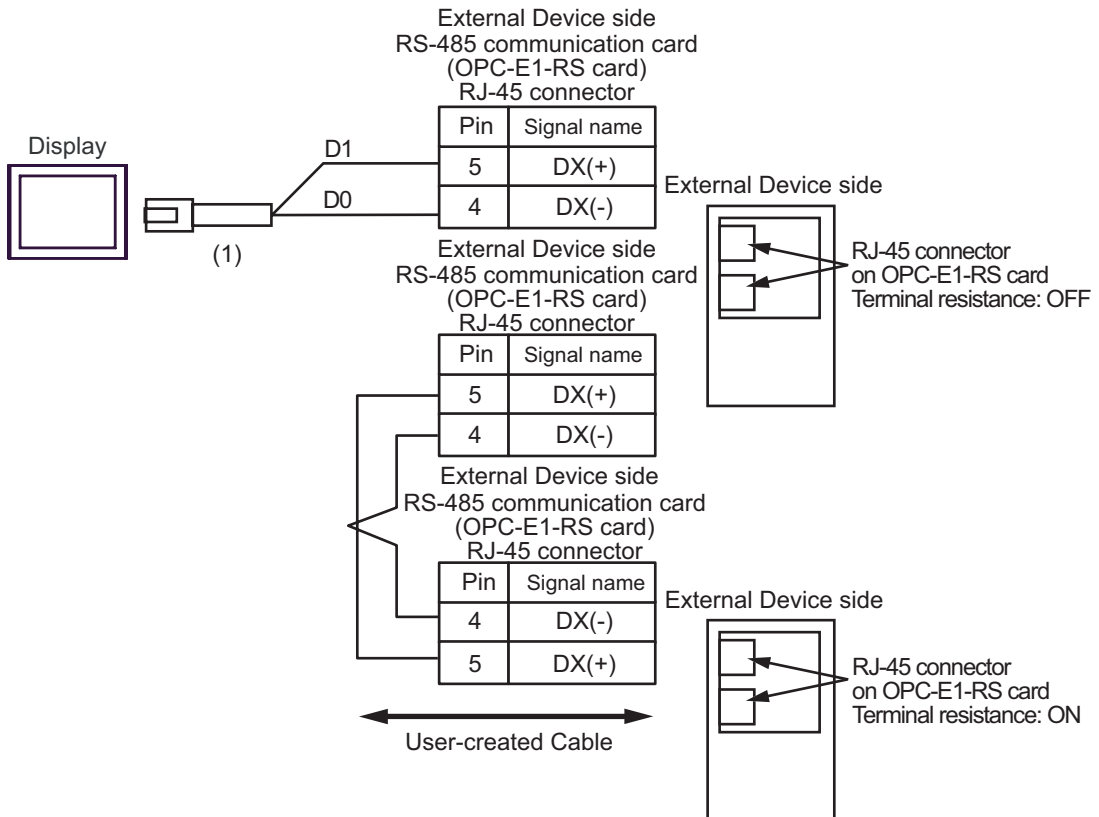 External Device side
RS-485 communication card
(OPC-E1-RS card)
RJ-45 connector
Pin Signal name
5 DX(+)
4 DX(-)
Display
D1
D0
(1)
External Device side
RJ-45 connector
on OPC-E1-RS card
Terminal resistance: OFF
External Device side
RS-485 communication card
(OPC-E1-RS card)
RJ-45 connector
Pin Signal name
5 DX(+)
4 DX(-)
External Device side
RS-485 communication card
(OPC-E1-RS card)
RJ-45 connector
Pin Signal name
4 DX(-)
5 DX(+)
External Device side
RJ-45 connector
on OPC-E1-RS card
Terminal resistance: ON
User-created Cable